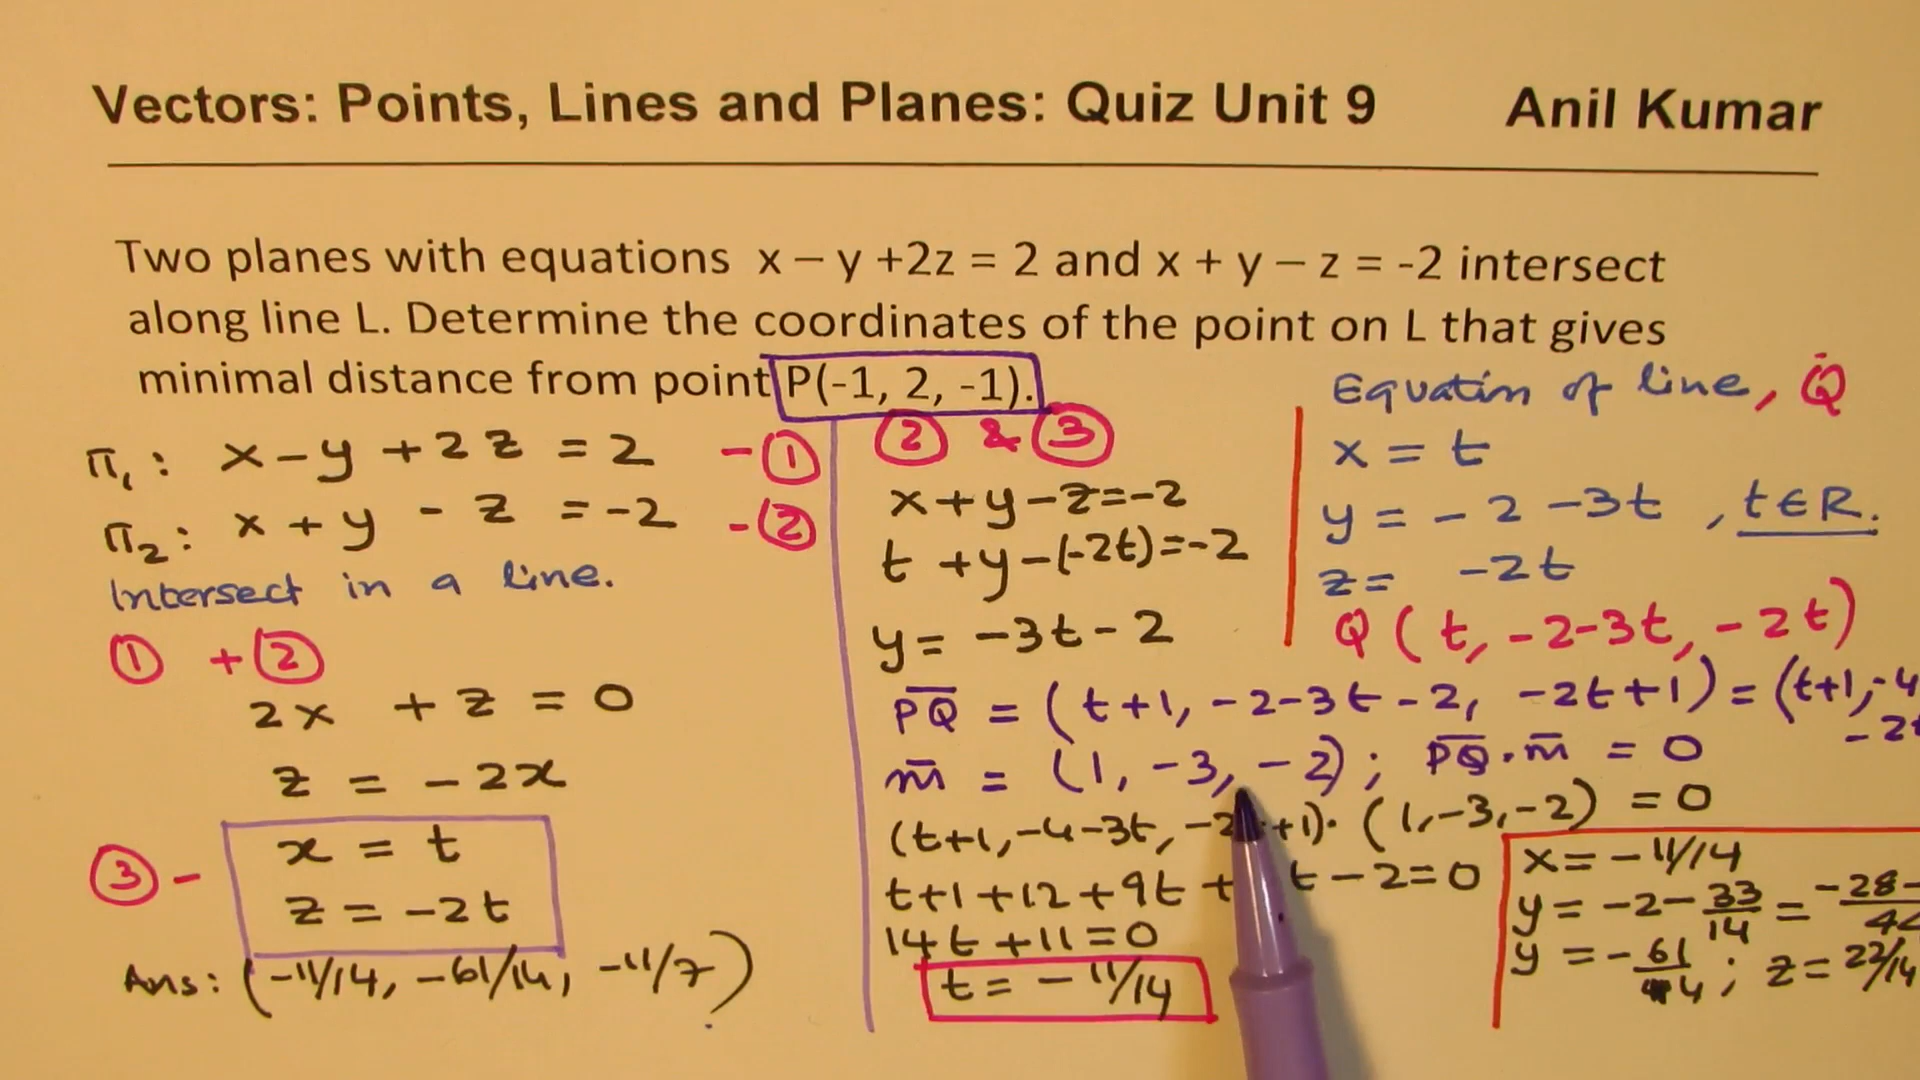 Vectors: Points, Lines and Planes: Quiz Unit 9 Anil Kumar
Two planes with equations x – y +2z = 2 and x + y – z = -2 intersect
along line L. Determine the coordinates of the point on L that gives
minimal distance from point P(-1, 2, -1).
π₁: x-y+2z = 2 -①
π₂: x+y - z = -2 -②
Intersect in a line.
① + ②
2x + z = 0
z = -2x
③ - x = t
z = -2t
Ans: (-11/14, -61/14, -11/7)
② & ③
x+y-z=-2
t +y-(-2t)=-2
y = -3t-2
Equatin of line, Q
x = t
y = -2 -3t , t∈R.
z = -2t
Q (t, -2-3t, -2t)
PQ = (t+1, -2-3t-2, -2t+1) = (t+1, -4
-2t
m = (1, -3, -2); PQ·m = 0
(t+1, -4-3t, -2 +1)· (1,-3,-2) = 0
t+1+12+9t + t-2=0
14t+11=0
t = -11/14
x = -11/14
y = -2-33/14 = -28-
y = -61/ ; z = 22/14